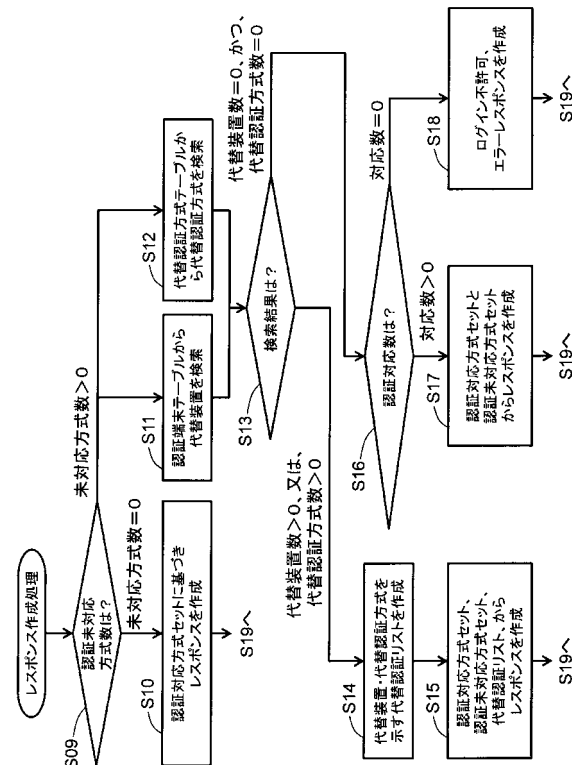 レスポンス作成処理
S09
認証未対応
方式数は？
未対応方式数＞0
未対応方式数＝0
S10
認証対応方式セットに基づき
レスポンスを作成
S19へ
S11
認証端末テーブルから
代替装置を検索
S12
代替認証方式テーブルか
ら代替認証方式を検索
S13
検索結果は？
代替装置数＝0、かつ、
代替認証方式数＝0
代替装置数＞0、又は、
代替認証方式数＞0
S14
代替装置・代替認証方式を
示す代替認証リストを作成
S15
認証対応方式セット、
認証未対応方式セット、
代替認証リスト、から
レスポンスを作成
S19へ
S16
認証対応数は？
対応数＞0
対応数＝0
S17
認証対応方式セットと
認証未対応方式セット
からレスポンスを作成
S19へ
S18
ログイン不許可、
エラーレスポンスを作成
S19へ